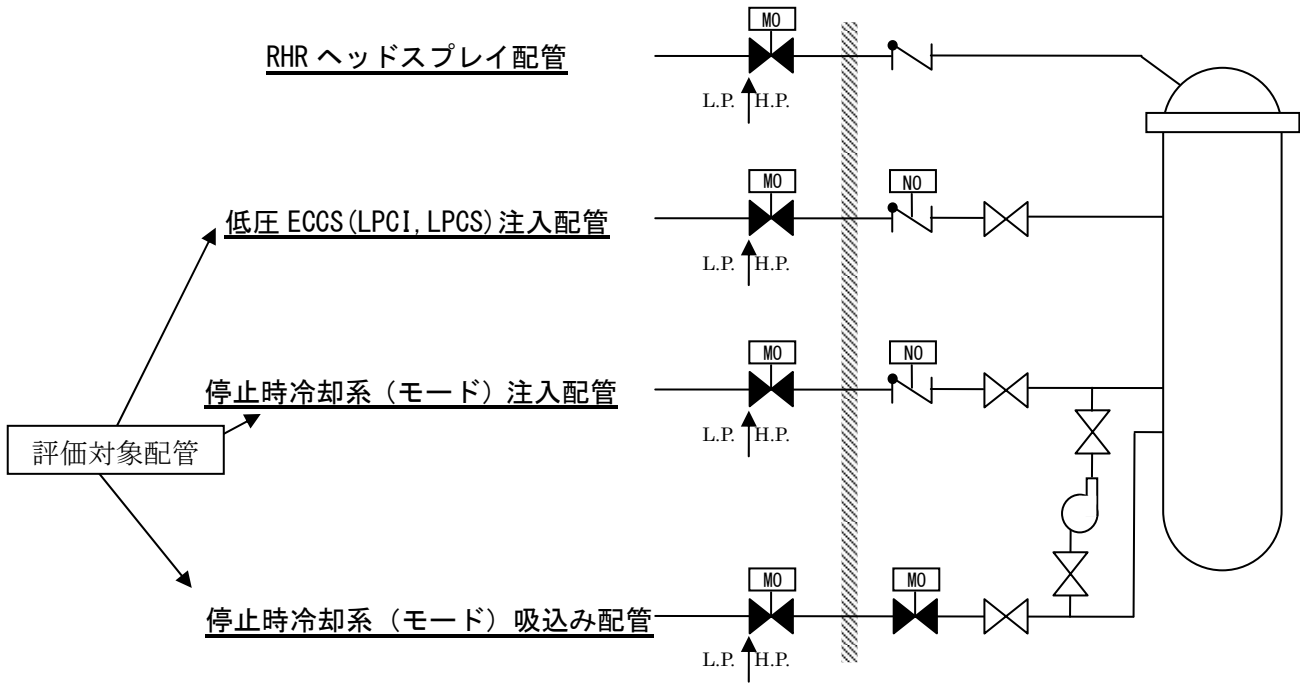 MO
RHR ヘッドスプレイ配管
L.P. H.P.
MO
NO
低圧 ECCS(LPCI, LPCS)注入配管
L.P. H.P.
MO
NO
停止時冷却系（モード）注入配管
L.P. H.P.
評価対象配管
MO
MO
停止時冷却系（モード）吸込み配管
L.P. H.P.